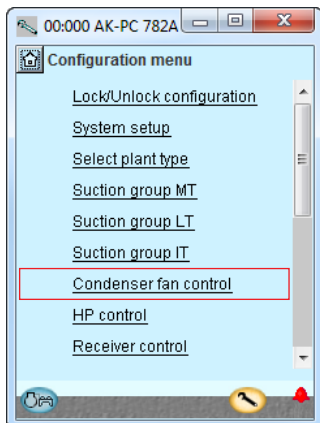 00:000 AK-PC 782A
Configuration menu
Lock/Unlock configuration
System setup
Select plant type
Suction group MT
Suction group LT
Suction group IT
Condenser fan control
HP control
Receiver control